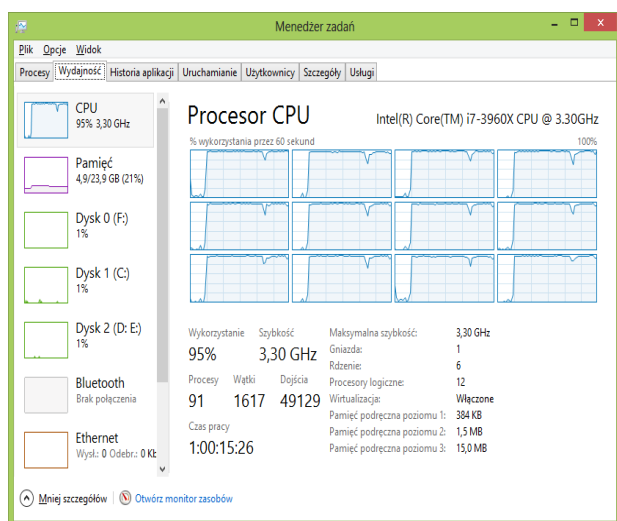 Menedżer zadań
Plik Opcje Widok
Procesy Wydajność Historia aplikacji Uruchamianie Użytkownicy Szczegóły Usługi
CPU
95% 3,30 GHz
Pamięć
4,9/23,9 GB (21%)
Dysk 0 (F:)
1%
Dysk 1 (C:)
1%
Dysk 2 (D: E:)
1%
Bluetooth
Brak połączenia
Ethernet
Wysł.: 0 Odebr.: 0 Kb
Procesor CPU
Intel(R) Core(TM) i7-3960X CPU @ 3.30GHz
% wykorzystania przez 60 sekund 100%
Wykorzystanie Szybkość
95% 3,30 GHz
Procesy Wątki Dojścia
91 1617 49129
Czas pracy
1:00:15:26
Maksymalna szybkość: 3,30 GHz
Gniazda: 1
Rdzenie: 6
Procesory logiczne: 12
Wirtualizacja: Włączone
Pamięć podręczna poziomu 1: 384 KB
Pamięć podręczna poziomu 2: 1,5 MB
Pamięć podręczna poziomu 3: 15,0 MB
Mniej szczegółów Otwórz monitor zasobów